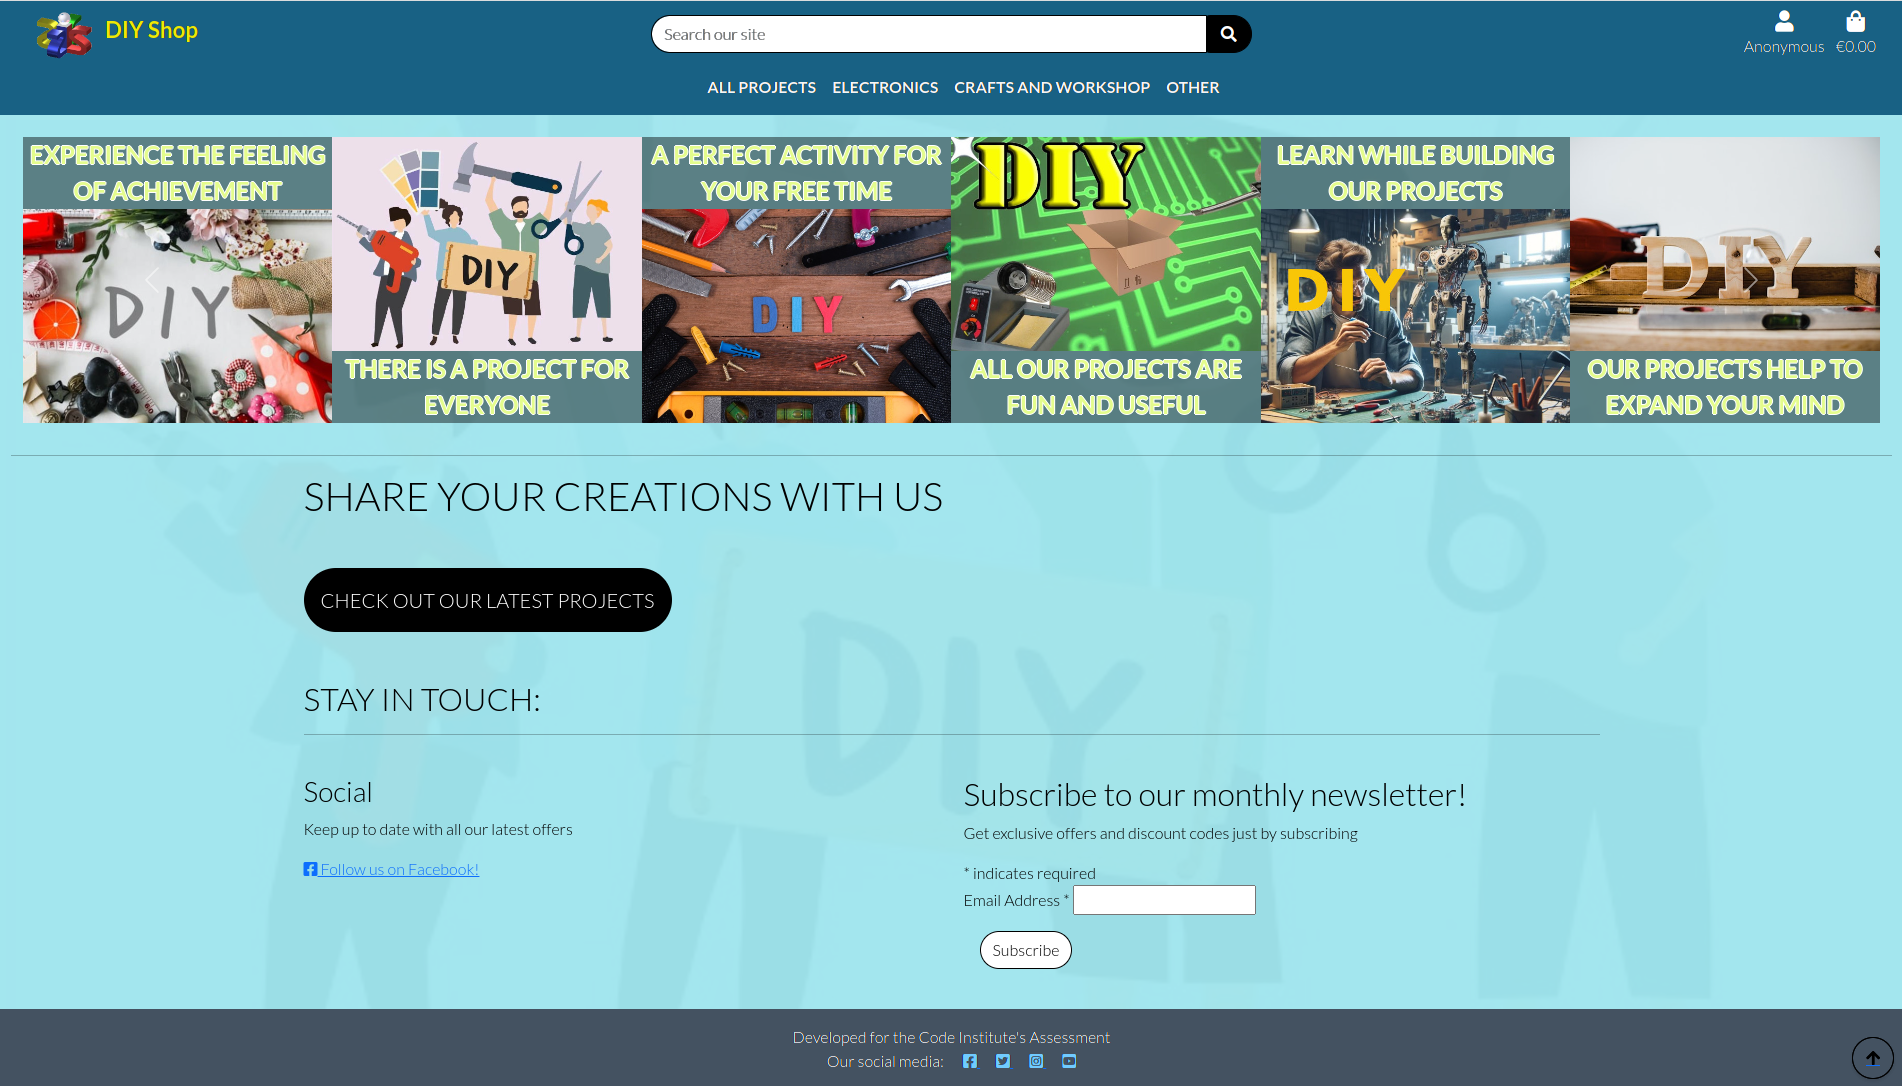 DIY Shop
Search our site
Anonymous
€0.00
ALL PROJECTS
ELECTRONICS
CRAFTS AND WORKSHOP
OTHER
EXPERIENCE THE FEELING
OF ACHIEVEMENT
DIY
DIY
THERE IS A PROJECT FOR
EVERYONE
A PERFECT ACTIVITY FOR
YOUR FREE TIME
DIY
DIY
ALL OUR PROJECTS ARE
FUN AND USEFUL
LEARN WHILE BUILDING
OUR PROJECTS
DIY
DIY
OUR PROJECTS HELP TO
EXPAND YOUR MIND
SHARE YOUR CREATIONS WITH US
CHECK OUT OUR LATEST PROJECTS
DIY
STAY IN TOUCH:
Social
Keep up to date with all our latest offers
Follow us on Facebook!
Subscribe to our monthly newsletter!
Get exclusive offers and discount codes just by subscribing
* indicates required
Email Address *
Subscribe
Developed for the Code Institute's Assessment
Our social media: